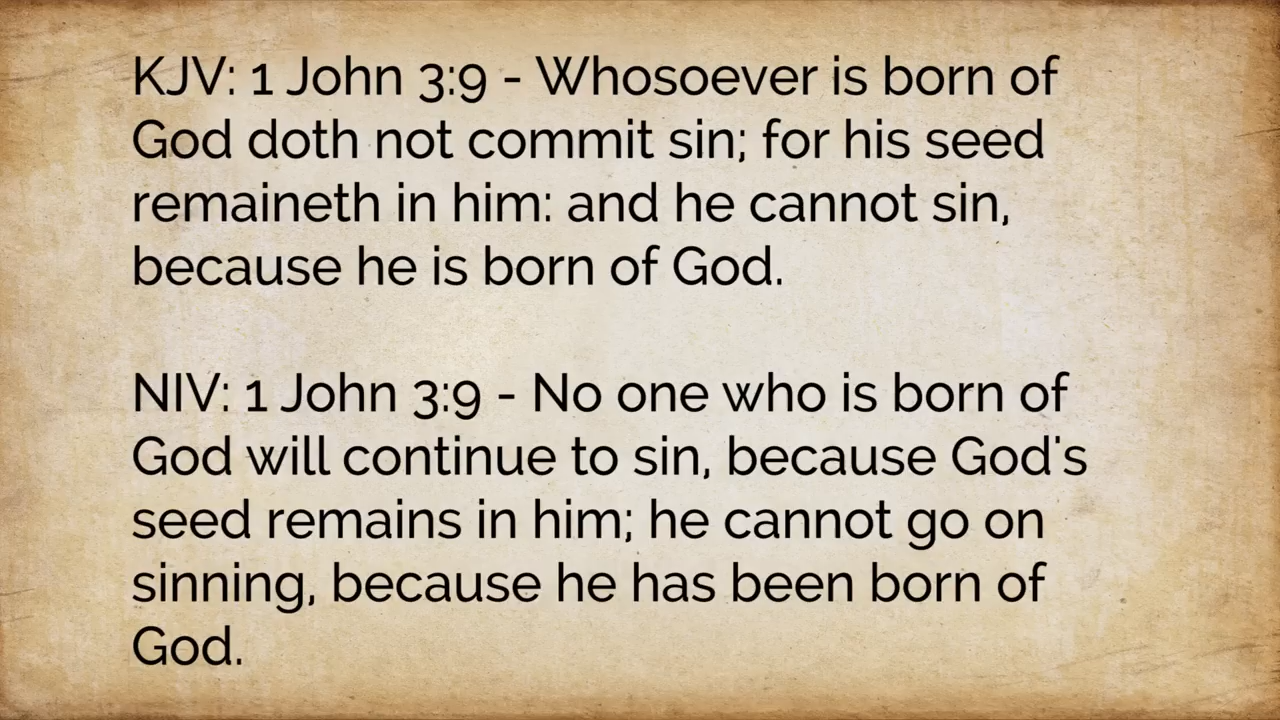 KJV: 1 John 3:9 - Whosoever is born of
God doth not commit sin; for his seed
remaineth in him: and he cannot sin,
because he is born of God.
NIV: 1 John 3:9 - No one who is born of
God will continue to sin, because God's
seed remains in him; he cannot go on
sinning, because he has been born of
God.